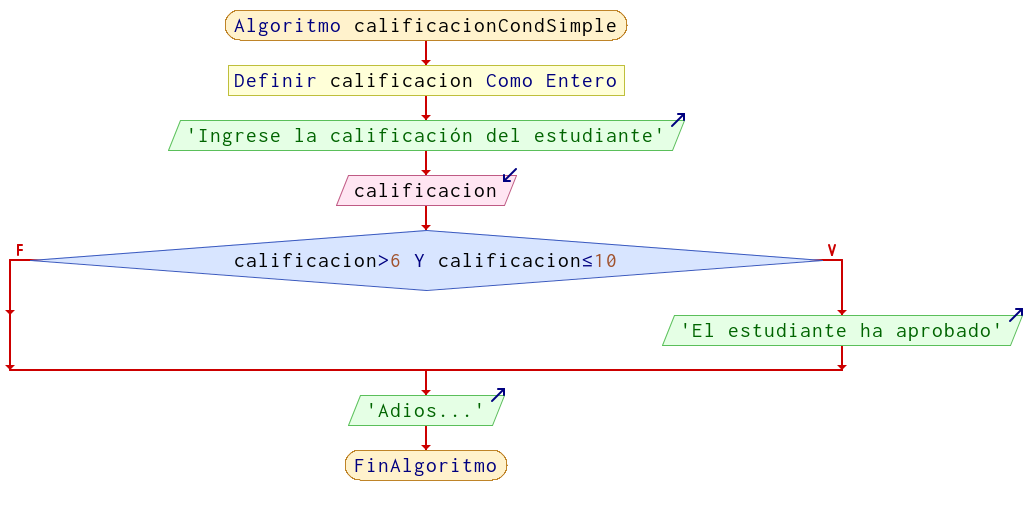 Algoritmo calificacionCondSimple
Definir calificacion Como Entero
'Ingrese la calificación del estudiante'
calificacion
F
V
calificacion>6 Y calificacion≤10
'El estudiante ha aprobado'
'Adios...'
FinAlgoritmo